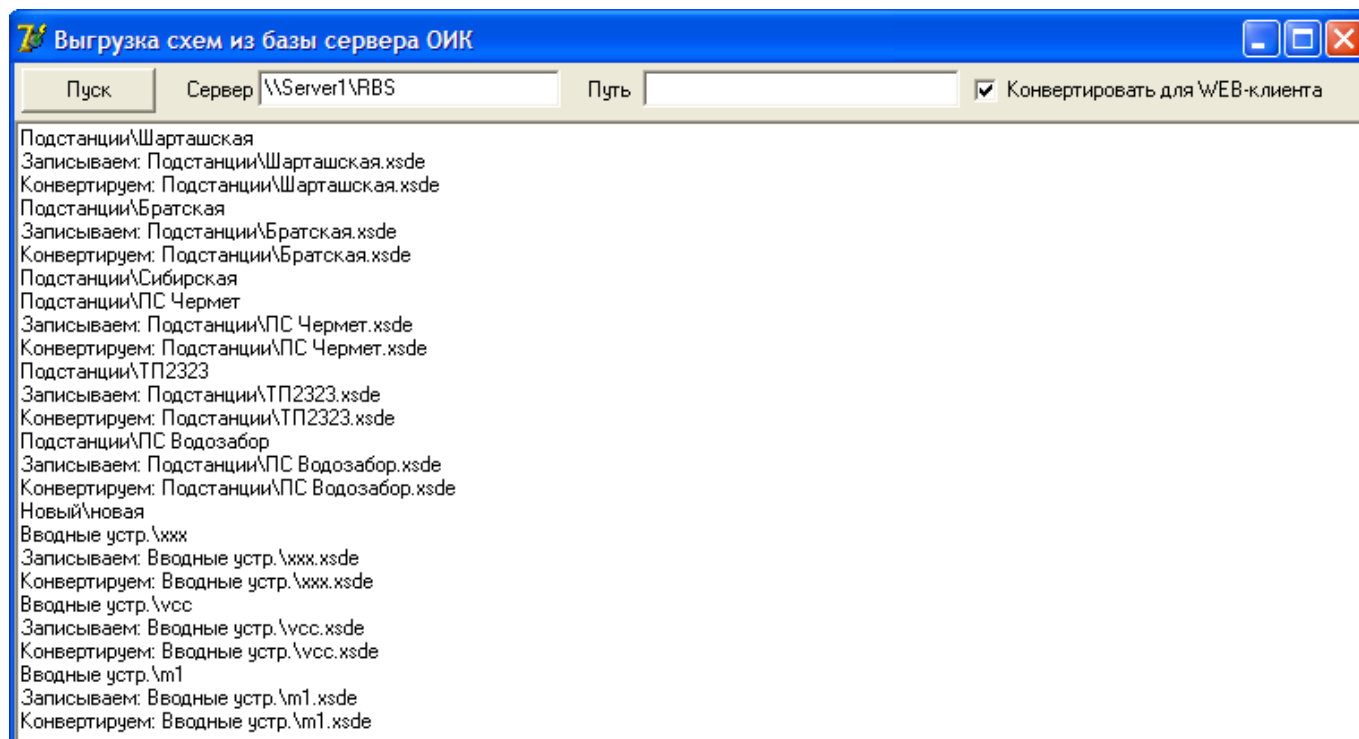 Выгрузка схем из базы сервера ОИК
Пуск Сервер \\Server1\RBS Путь Конвертировать для WEB-клиента
Подстанции\Шарташская
Записываем: Подстанции\Шарташская.xsde
Конвертируем: Подстанции\Шарташская.xsde
Подстанции\Братская
Записываем: Подстанции\Братская.xsde
Конвертируем: Подстанции\Братская.xsde
Подстанции\Сибирская
Подстанции\ПС Чермет
Записываем: Подстанции\ПС Чермет.xsde
Конвертируем: Подстанции\ПС Чермет.xsde
Подстанции\ТП2323
Записываем: Подстанции\ТП2323.xsde
Конвертируем: Подстанции\ТП2323.xsde
Подстанции\ПС Водозабор
Записываем: Подстанции\ПС Водозабор.xsde
Конвертируем: Подстанции\ПС Водозабор.xsde
Новый\новая
Вводные устр.\xxx
Записываем: Вводные устр.\xxx.xsde
Конвертируем: Вводные устр.\xxx.xsde
Вводные устр.\vcc
Записываем: Вводные устр.\vcc.xsde
Конвертируем: Вводные устр.\vcc.xsde
Вводные устр.\m1
Записываем: Вводные устр.\m1.xsde
Конвертируем: Вводные устр.\m1.xsde